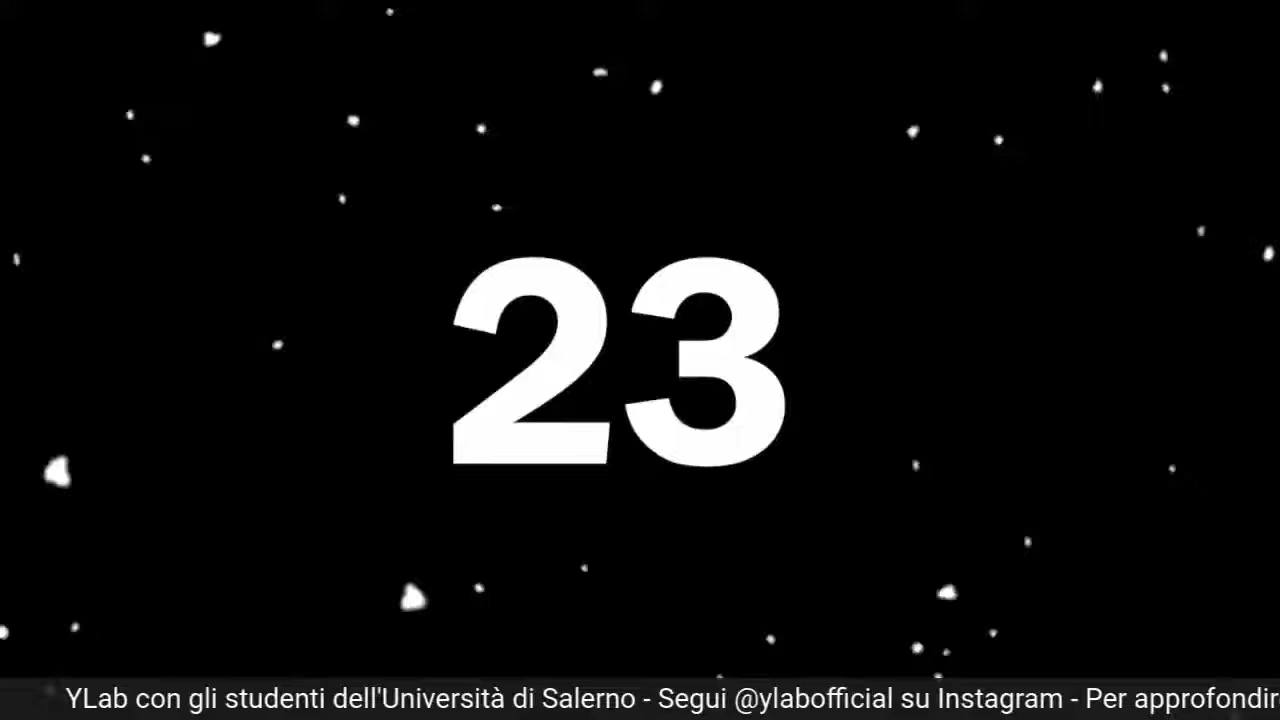 23
YLab con gli studenti dell'Università di Salerno - Segui @ylabofficial su Instagram - Per approfondir